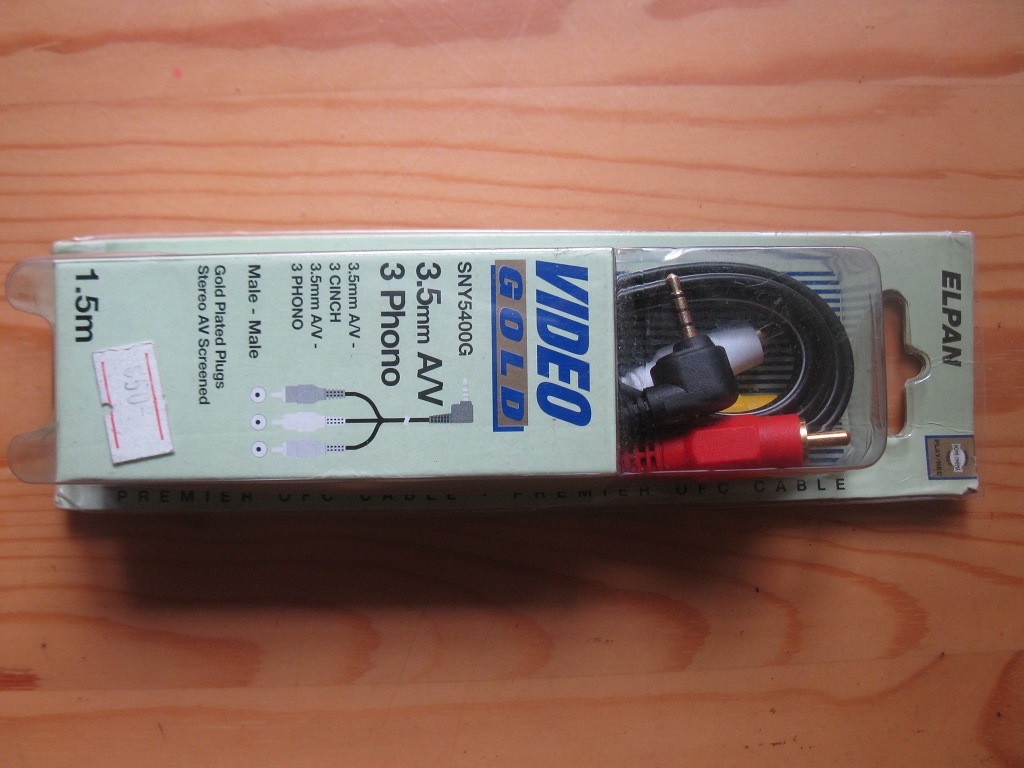 ELPAN
VIDEO
GOLD
SNY5400G
3.5mm A/V
3 Phono
3.5mm A/V -
3 CINCH
3.5mm A/V -
3 PHONO
Male - Male
Gold Plated Plugs
Stereo AV Screened
550-
1.5m
PREMIER OFC CABLE · PREMIER OFC CABLE